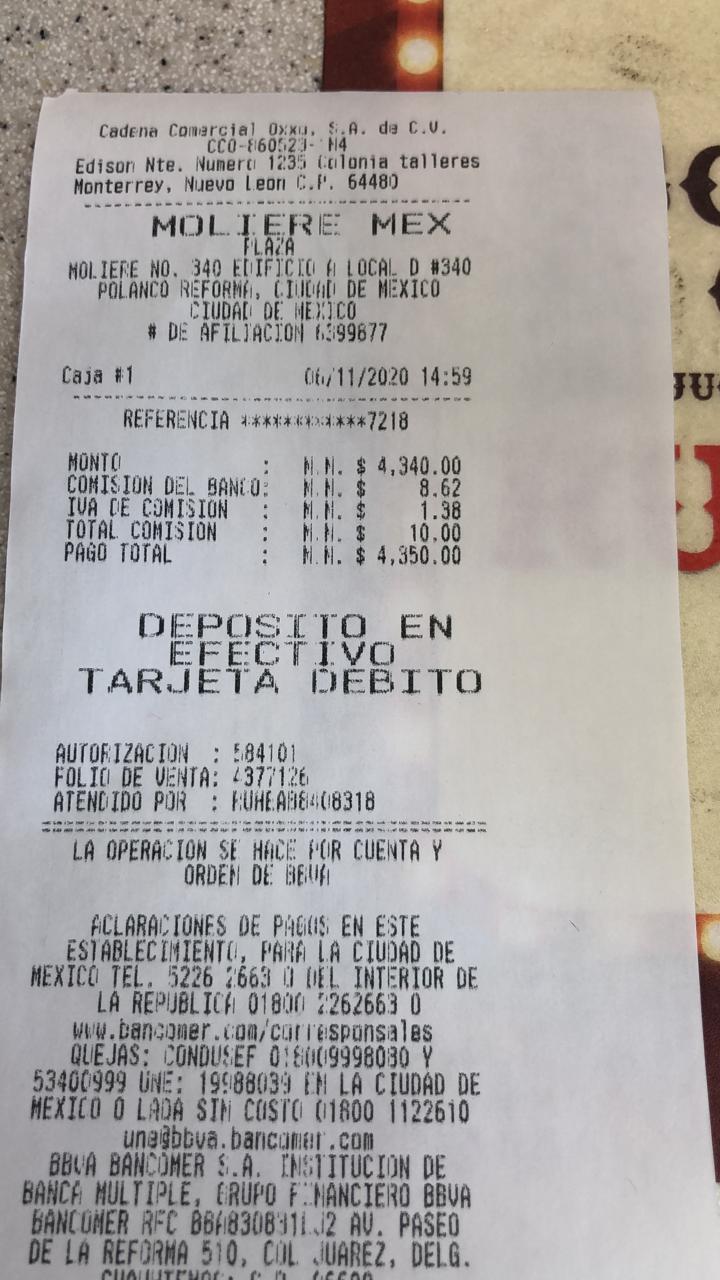 Cadena Comercial Oxxo, S.A. de C.V.
Edison Nte. Numero 1235 Colonia talleres
Monterrey, Nuevo Leon C.P. 64480
MOLIERE MEX
PLAZA
MOLIERE NO. 340 EDIFICIO A LOCAL D #340
POLANCO REFORMA, CIUDAD DE MEXICO
CIUDAD DE MEXICO
# DE AFILIACION 6399877
Caja #1 06/11/2020 14:59
REFERENCIA ************7218
MONTO : M.N. $ 4,340.00
COMISION DEL BANCO: M.N. $ 8.62
IVA DE COMISION : M.N. $ 1.38
TOTAL COMISION : M.N. $ 10.00
PAGO TOTAL : M.N. $ 4,350.00
DEPOSITO EN
EFECTIVO
TARJETA DEBITO
AUTORIZACION : 584101
FOLIO DE VENTA: 4377126
ATENDIDO POR :
LA OPERACION SE HACE POR CUENTA Y
ORDEN DE BBVA
ACLARACIONES DE PAGOS EN ESTE
ESTABLECIMIENTO, PARA LA CIUDAD DE
MEXICO TEL. 5226 2663 O DEL INTERIOR DE
LA REPUBLICA 01800 2262663 O
www.bancomer.com/corresponsales
QUEJAS: CONDUSEF 018009998080 Y
53400999 UNE: 19988039 EN LA CIUDAD DE
MEXICO O LADA SIN COSTO 01800 1122610
une@bbva.bancomer.com
BBVA BANCOMER S.A. INSTITUCION DE
BANCA MULTIPLE, GRUPO FINANCIERO BBVA
BANCOMER RFC AV. PASEO
DE LA REFORMA 510, COL JUAREZ, DELG.